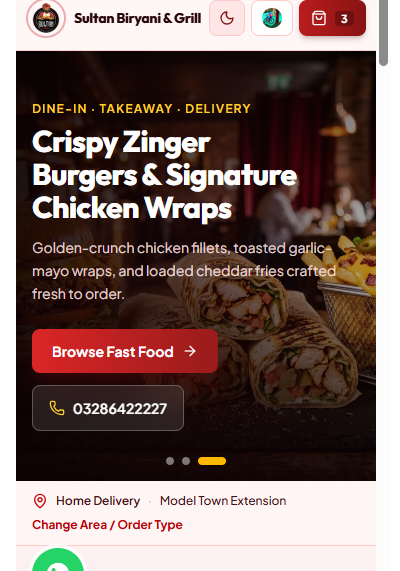 Sultan Biryani & Grill
3
DINE-IN · TAKEAWAY · DELIVERY
Crispy Zinger
Burgers & Signature
Chicken Wraps
Golden-crunch chicken fillets, toasted garlic-
mayo wraps, and loaded cheddar fries crafted
fresh to order.
Browse Fast Food →
03286422227
Home Delivery · Model Town Extension
Change Area / Order Type